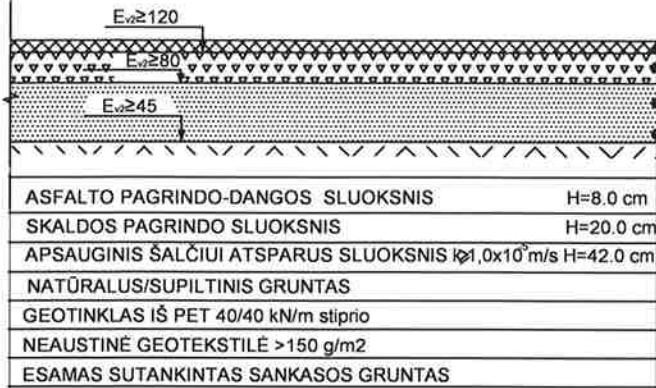 Ev2≥120
Ev2≥80
Ev2≥45
ASFALTO PAGRINDO-DANGOS SLUOKSNIS H=8.0 cm
SKALDOS PAGRINDO SLUOKSNIS H=20.0 cm
APSAUGINIS ŠALČIUI ATSPARUS SLUOKSNIS k≥1,0x10⁵m/s H=42.0 cm
NATŪRALUS/SUPILTINIS GRUNTAS
GEOTINKLAS IŠ PET 40/40 kN/m stiprio
NEAUSTINĖ GEOTEKSTILĖ >150 g/m2
ESAMAS SUTANKINTAS SANKASOS GRUNTAS